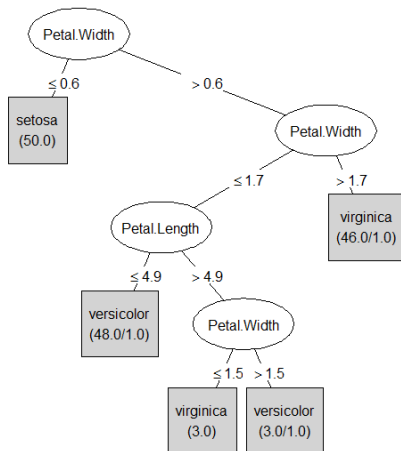 Petal.Width
≤ 0.6
> 0.6
setosa
(50.0)
Petal.Width
≤ 1.7
> 1.7
Petal.Length
virginica
(46.0/1.0)
≤ 4.9
> 4.9
versicolor
(48.0/1.0)
Petal.Width
≤ 1.5
> 1.5
virginica
(3.0)
versicolor
(3.0/1.0)